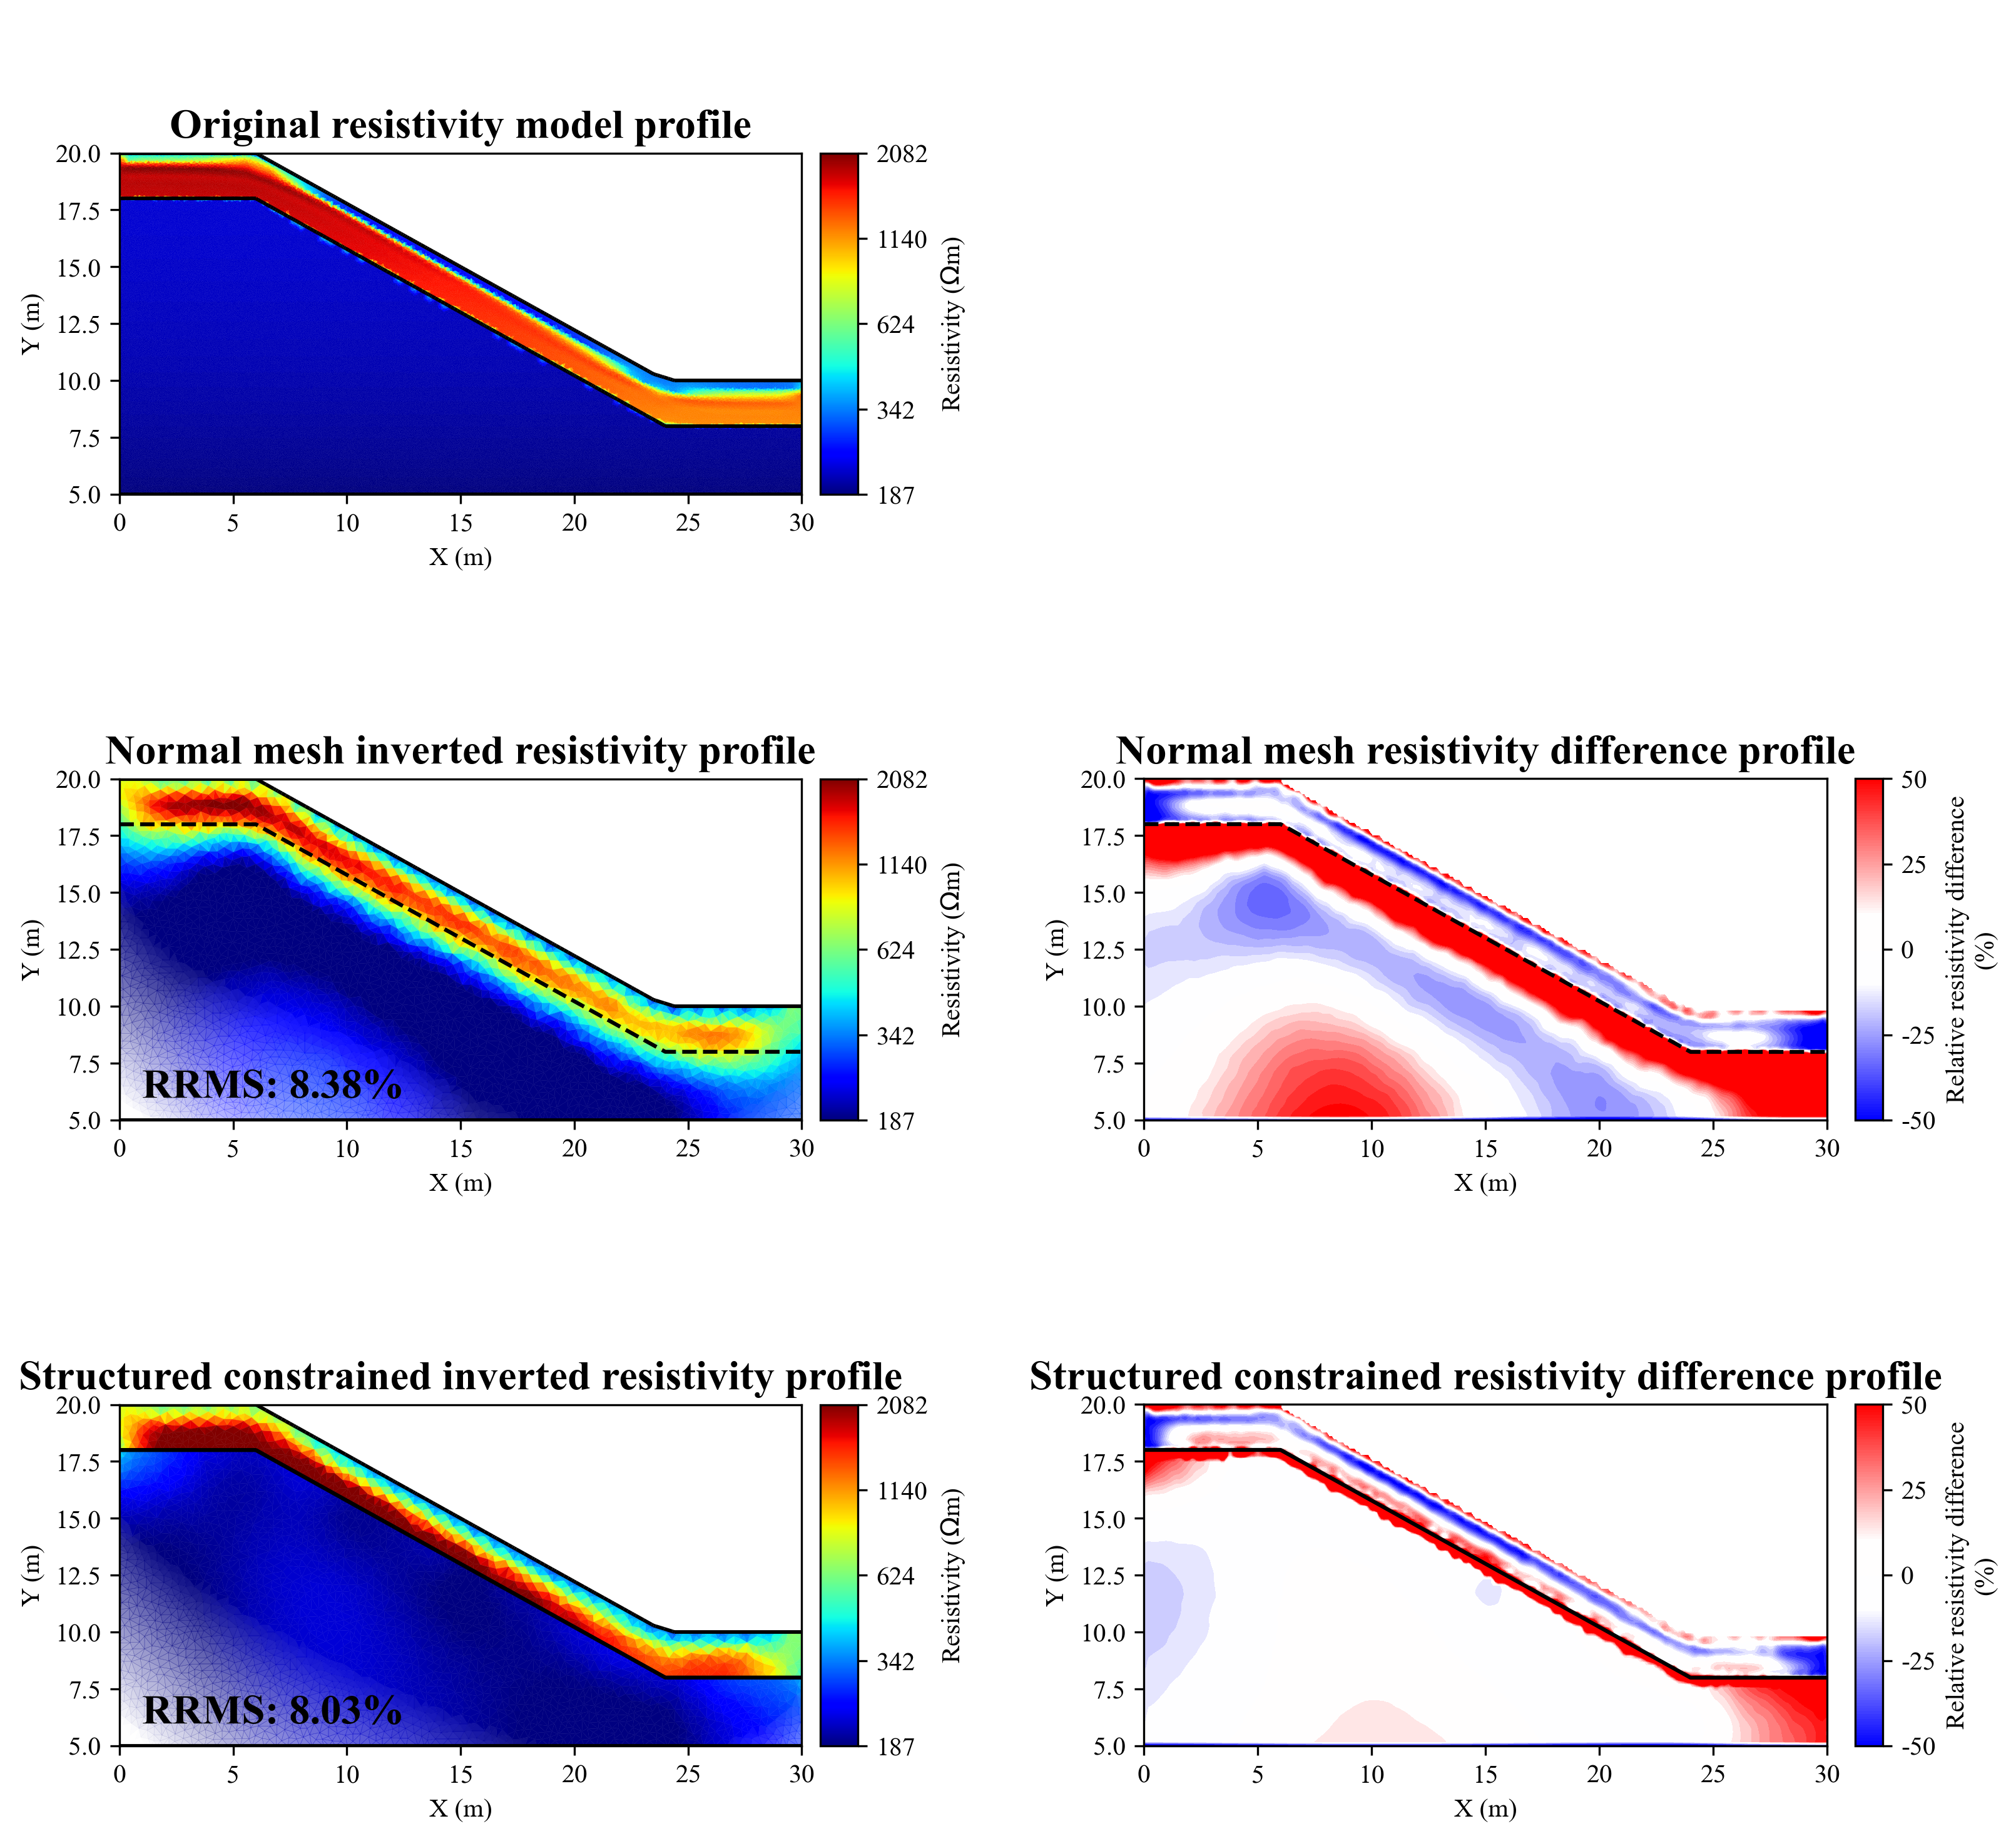 Original resistivity model profile
20.0
17.5
15.0
12.5
10.0
7.5
5.0
Y (m)
0 5 10 15 20 25 30
X (m)
2082
1140
624
342
187
Resistivity (Ωm)
Normal mesh inverted resistivity profile
20.0
17.5
15.0
12.5
10.0
7.5
5.0
Y (m)
RRMS: 8.38%
0 5 10 15 20 25 30
X (m)
2082
1140
624
342
187
Resistivity (Ωm)
Normal mesh resistivity difference profile
20.0
17.5
15.0
12.5
10.0
7.5
5.0
Y (m)
0 5 10 15 20 25 30
X (m)
50
25
0
-25
-50
Relative resistivity difference
(%)
Structured constrained inverted resistivity profile
20.0
17.5
15.0
12.5
10.0
7.5
5.0
Y (m)
RRMS: 8.03%
0 5 10 15 20 25 30
X (m)
2082
1140
624
342
187
Resistivity (Ωm)
Structured constrained resistivity difference profile
20.0
17.5
15.0
12.5
10.0
7.5
5.0
Y (m)
0 5 10 15 20 25 30
X (m)
50
25
0
-25
-50
Relative resistivity difference
(%)